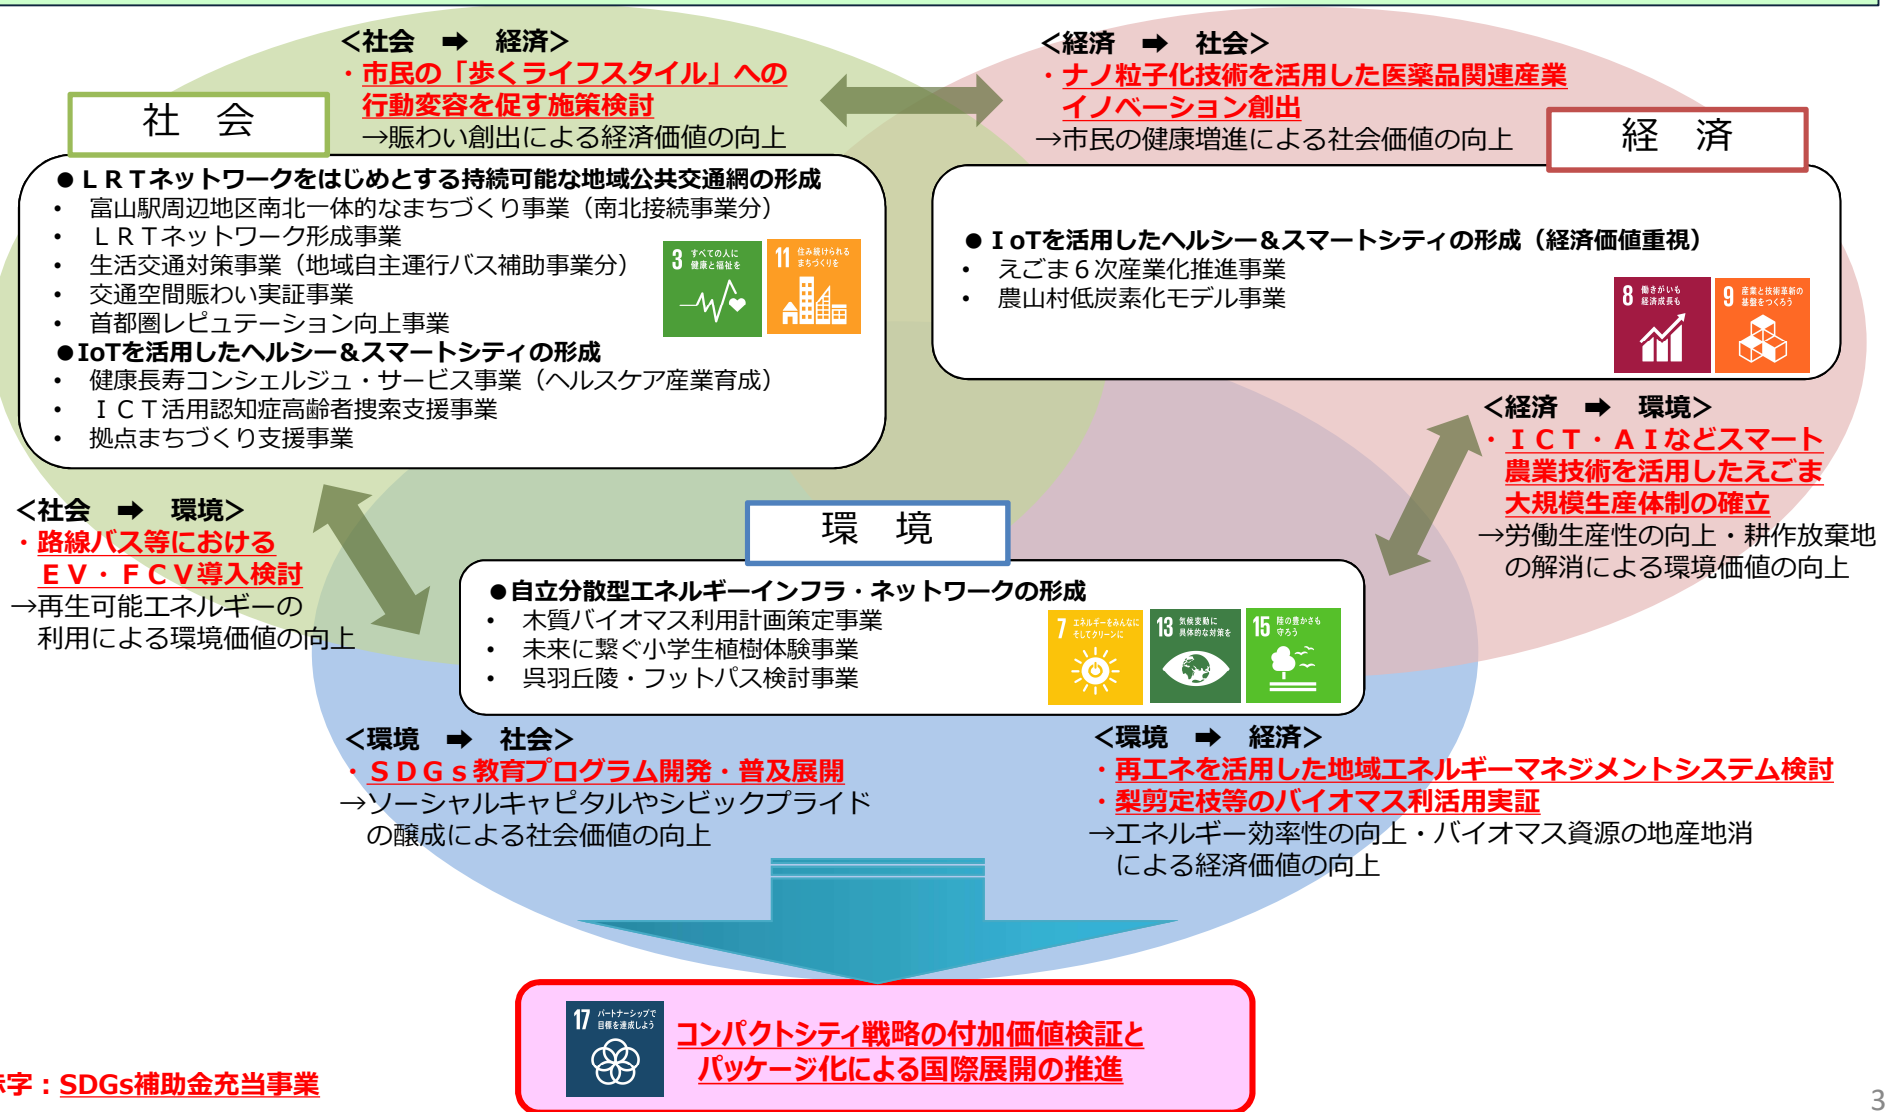 <社会 ➡ 経済>
・市民の「歩くライフスタイル」への
行動変容を促す施策検討
→賑わい創出による経済価値の向上
<経済 ➡ 社会>
・ナノ粒子化技術を活用した医薬品関連産業
イノベーション創出
→市民の健康増進による社会価値の向上
社 会
●ＬＲＴネットワークをはじめとする持続可能な地域公共交通網の形成
• 富山駅周辺地区南北一体的なまちづくり事業（南北接続事業分）
• ＬＲＴネットワーク形成事業
• 生活交通対策事業（地域自主運行バス補助事業分）
• 交通空間賑わい実証事業
• 首都圏レピュテーション向上事業
●IoTを活用したヘルシー＆スマートシティの形成
• 健康長寿コンシェルジュ・サービス事業（ヘルスケア産業育成）
• ＩＣＴ活用認知症高齢者捜索支援事業
• 拠点まちづくり支援事業
3 すべての人に
健康と福祉を
11 住み続けられる
まちづくりを
経 済
●ＩoTを活用したヘルシー＆スマートシティの形成（経済価値重視）
• えごま６次産業化推進事業
• 農山村低炭素化モデル事業
8 働きがいも
経済成長も
9 産業と技術革新の
基盤をつくろう
<経済 ➡ 環境>
・ＩＣＴ・ＡＩなどスマート
農業技術を活用したえごま
大規模生産体制の確立
→労働生産性の向上・耕作放棄地
の解消による環境価値の向上
<社会 ➡ 環境>
・路線バス等における
ＥＶ・ＦＣＶ導入検討
→再生可能エネルギーの
利用による環境価値の向上
環 境
●自立分散型エネルギーインフラ・ネットワークの形成
• 木質バイオマス利用計画策定事業
• 未来に繋ぐ小学生植樹体験事業
• 呉羽丘陵・フットパス検討事業
7 エネルギーをみんなに
そしてクリーンに
13 気候変動に
具体的な対策を
15 陸の豊かさも
守ろう
<環境 ➡ 社会>
・ＳＤＧｓ教育プログラム開発・普及展開
→ソーシャルキャピタルやシビックプライド
の醸成による社会価値の向上
<環境 ➡ 経済>
・再エネを活用した地域エネルギーマネジメントシステム検討
・梨剪定枝等のバイオマス利活用実証
→エネルギー効率性の向上・バイオマス資源の地産地消
による経済価値の向上
17 パートナーシップで
目標を達成しよう
コンパクトシティ戦略の付加価値検証と
パッケージ化による国際展開の推進
赤字：SDGs補助金充当事業
3